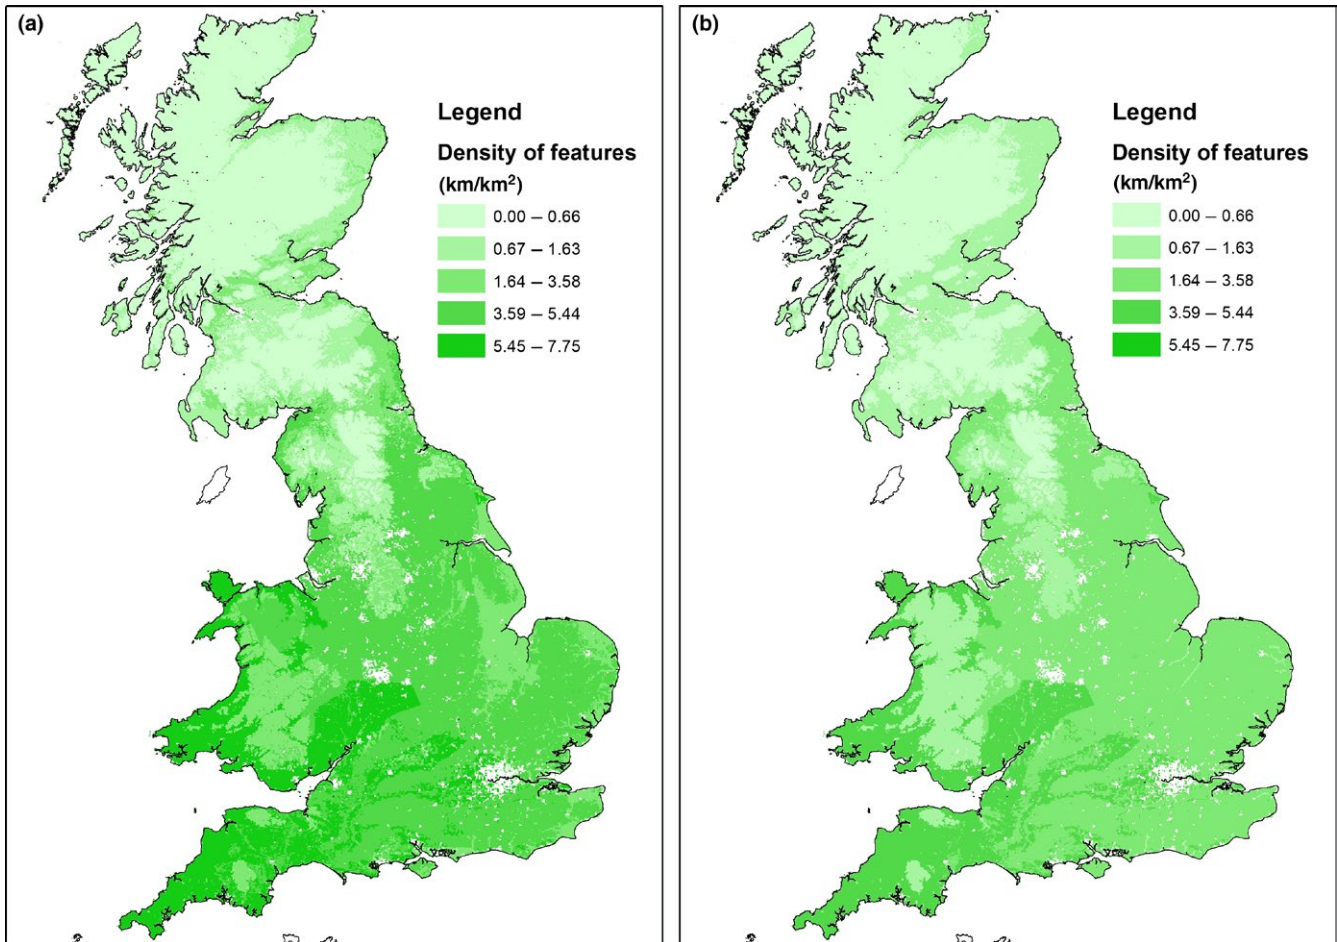 (a)
Legend
Density of features
(km/km²)
0.00 – 0.66
0.67 – 1.63
1.64 – 3.58
3.59 – 5.44
5.45 – 7.75
(b)
Legend
Density of features
(km/km²)
0.00 – 0.66
0.67 – 1.63
1.64 – 3.58
3.59 – 5.44
5.45 – 7.75